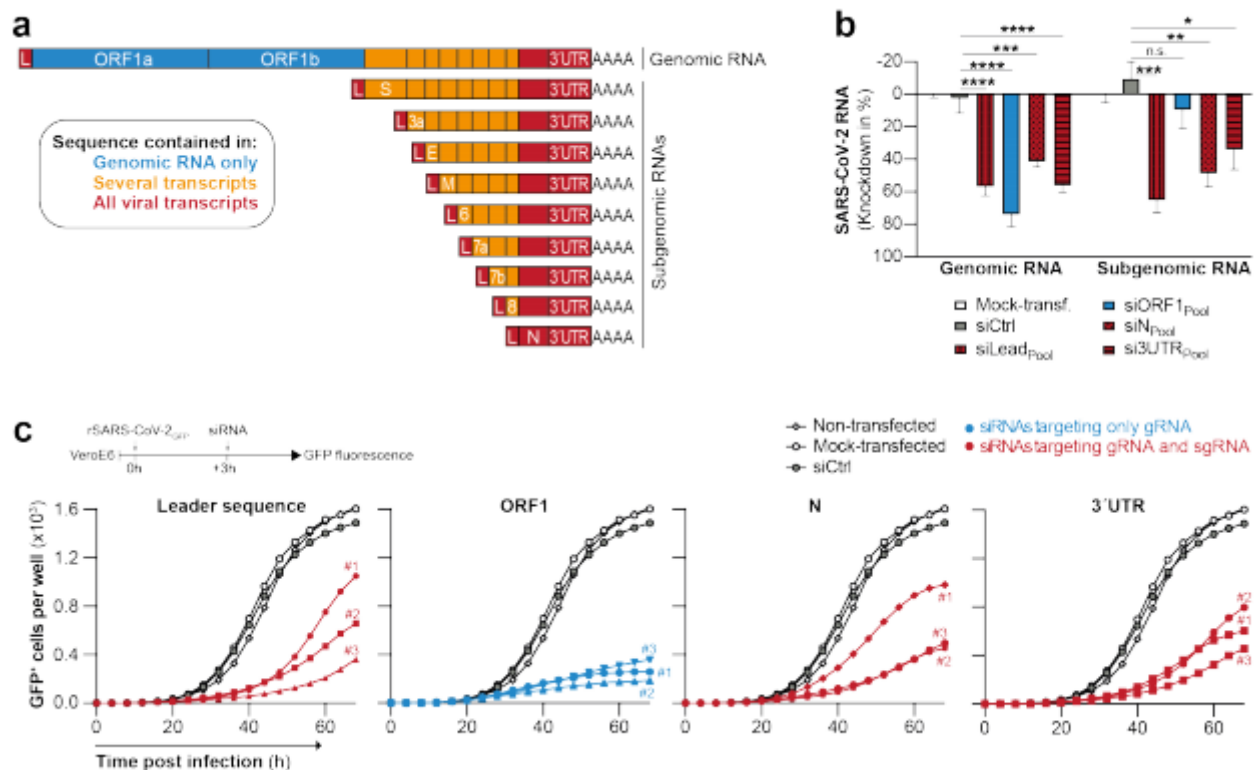 a
L ORF1a ORF1b 3'UTR AAAA Genomic RNA
L S 3'UTR AAAA
L 3a 3'UTR AAAA
L E 3'UTR AAAA
L M 3'UTR AAAA
L 6 3'UTR AAAA
L 7a 3'UTR AAAA
L 7b 3'UTR AAAA
L 8 3'UTR AAAA
L N 3'UTR AAAA
Subgenomic RNAs
Sequence contained in:
Genomic RNA only
Several transcripts
All viral transcripts
b
SARS-CoV-2 RNA
(Knockdown in %)
-20
0
20
40
60
80
100
****
***
****
****
*
**
n.s.
***
Genomic RNA Subgenomic RNA
Mock-transf. siORF1Pool
siCtrl siNPool
siLeadPool si3UTRPool
c
rSARS-CoV-2GFP siRNA
VeroE6 GFP fluorescence
0h +3h
Non-transfected siRNAs targeting only gRNA
Mock-transfected siRNAs targeting gRNA and sgRNA
siCtrl
Leader sequence ORF1 N 3´UTR
GFP+ cells per well (x10³)
1.6
1.2
0.8
0.4
0.0
#1
#2
#3
#3
#1
#2
#1
#3
#2
#2
#1
#3
0 20 40 60 0 20 40 60 0 20 40 60 0 20 40 60
Time post infection (h)